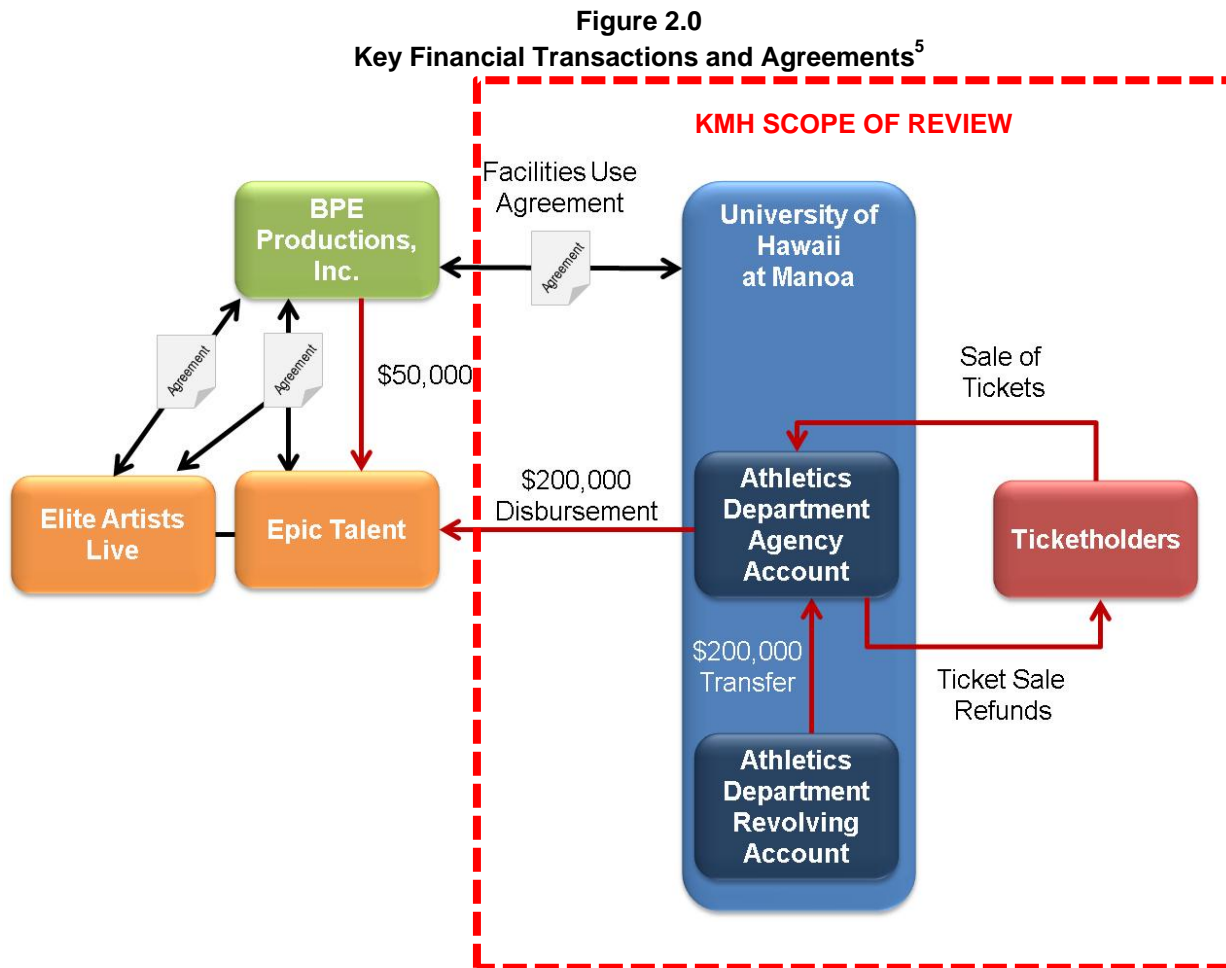 Figure 2.0
Key Financial Transactions and Agreements5
KMH SCOPE OF REVIEW
Facilities Use
Agreement
BPE
Productions,
Inc.
Agreement
University of
Hawaii
at Manoa
Agreement
Agreement
$50,000
Sale of
Tickets
Elite Artists
Live
Epic Talent
$200,000
Disbursement
Athletics
Department
Agency
Account
Ticketholders
$200,000
Transfer
Ticket Sale
Refunds
Athletics
Department
Revolving
Account